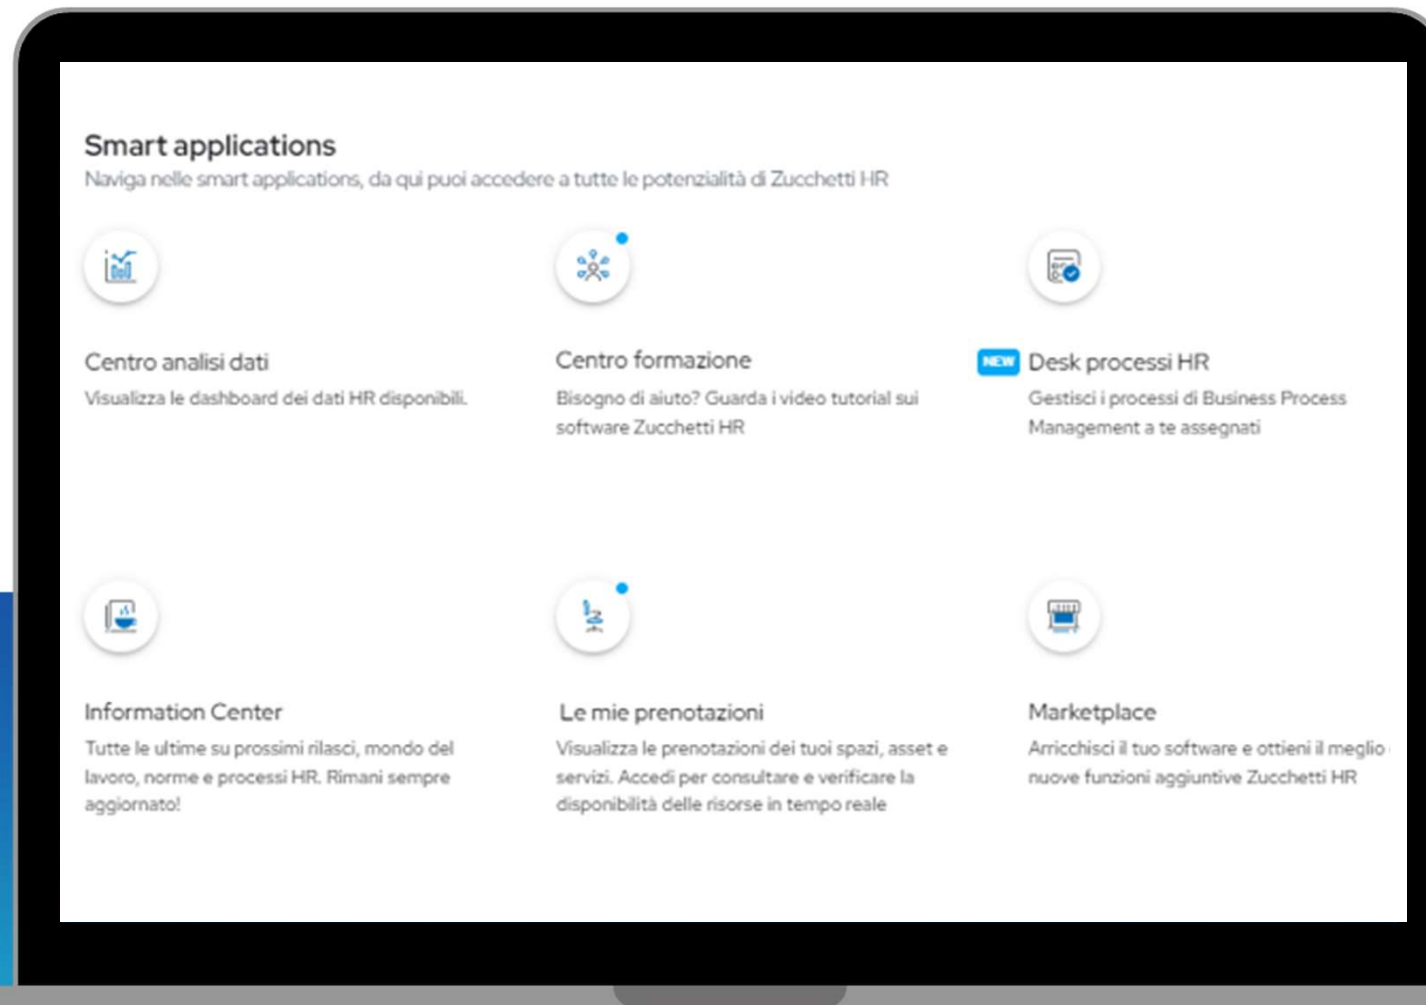 Smart applications
Naviga nelle smart applications, da qui puoi accedere a tutte le potenzialità di Zucchetti HR
Centro analisi dati
Visualizza le dashboard dei dati HR disponibili.
Centro formazione
Bisogno di aiuto? Guarda i video tutorial sui
software Zucchetti HR
NEW Desk processi HR
Gestisci i processi di Business Process
Management a te assegnati
Information Center
Tutte le ultime su prossimi rilasci, mondo del
lavoro, norme e processi HR. Rimani sempre
aggiornato!
Le mie prenotazioni
Visualizza le prenotazioni dei tuoi spazi, asset e
servizi. Accedi per consultare e verificare la
disponibilità delle risorse in tempo reale
Marketplace
Arricchisci il tuo software e ottieni il meglio
nuove funzioni aggiuntive Zucchetti HR